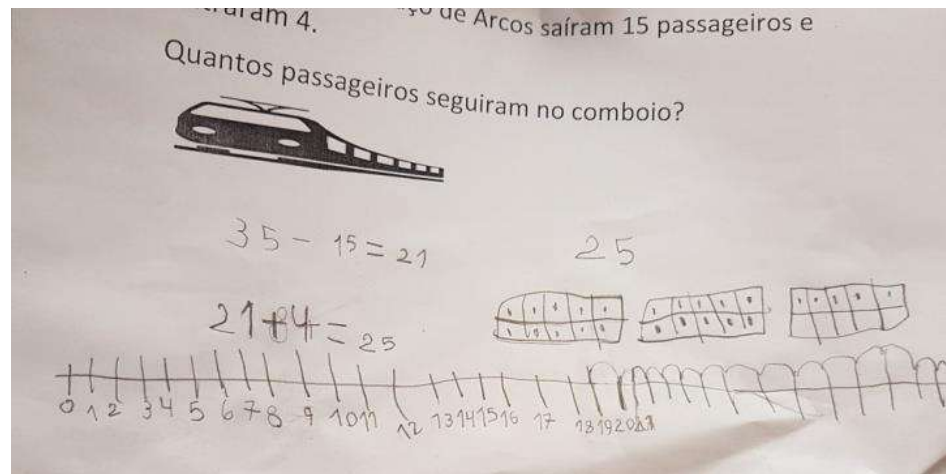 de Arcos saíram 15 passageiros e
4.
Quantos passageiros seguiram no comboio?
35 - 15 = 21
25
21+4 = 25
0 1 2 3 4 5 6 7 8 9 10 11 12 13 14 15 16 17 18 19 20 21